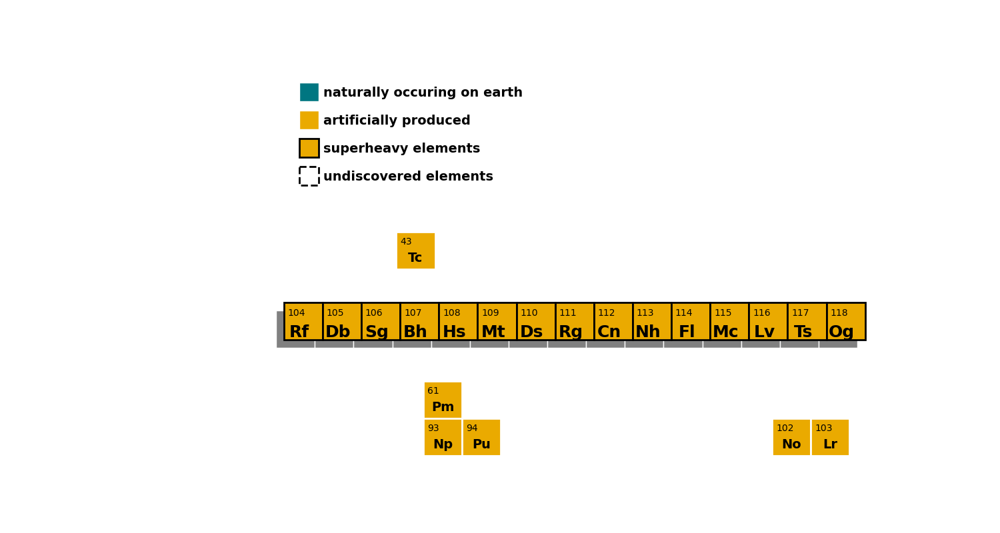 naturally occuring on earth
artificially produced
superheavy elements
undiscovered elements
43
Tc
104 105 106 107 108 109 110 111 112 113 114 115 116 117 118
Rf Db Sg Bh Hs Mt Ds Rg Cn Nh Fl Mc Lv Ts Og
61
Pm
93 94 102 103
Np Pu No Lr